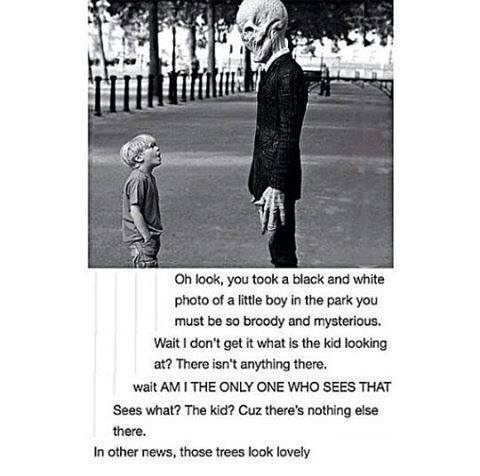 Oh look, you took a black and white
photo of a little boy in the park you
must be so broody and mysterious.
Wait I don't get it what is the kid looking
at? There isn't anything there.
wait AM I THE ONLY ONE WHO SEES THAT
Sees what? The kid? Cuz there's nothing else
there.
In other news, those trees look lovely